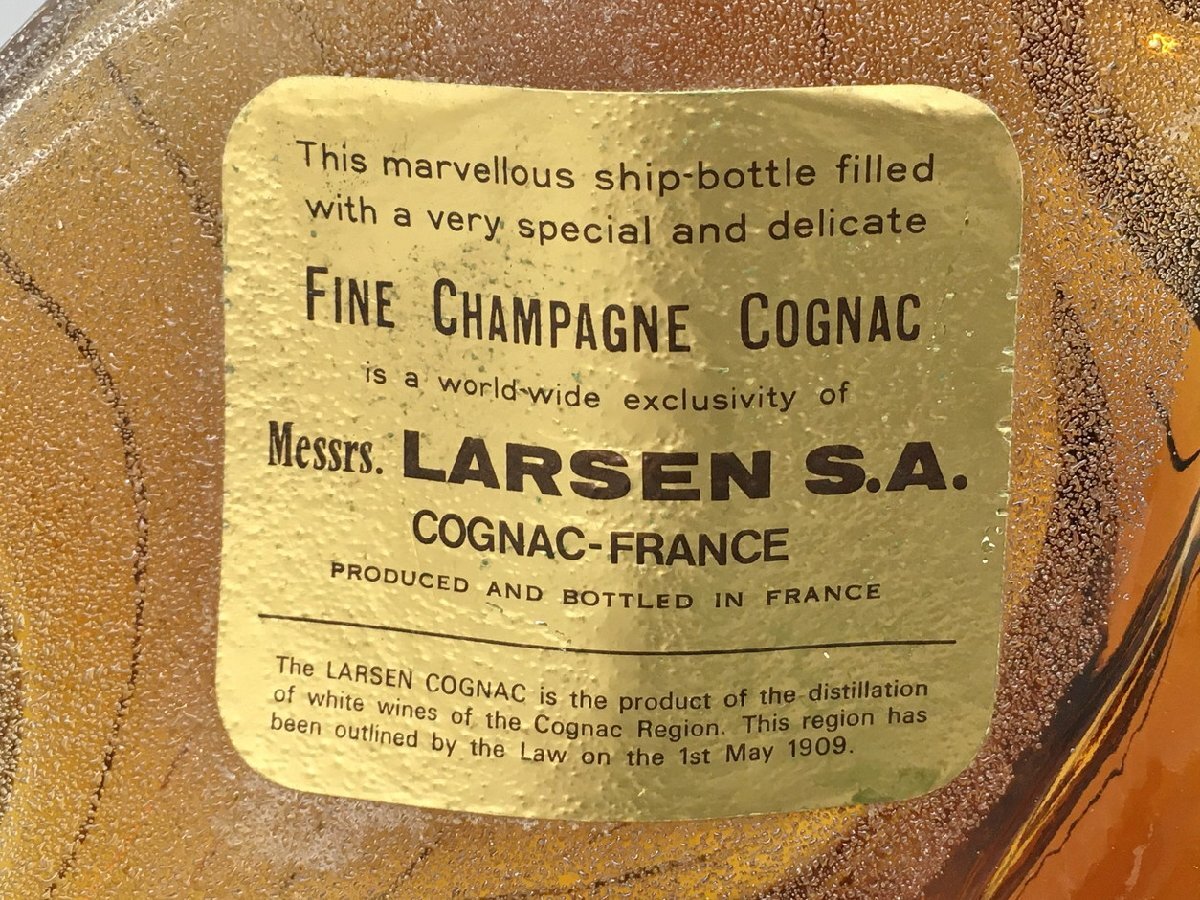 This marvellous ship-bottle filled
with a very special and delicate
FINE CHAMPAGNE COGNAC
is a world-wide exclusivity of
Messrs. LARSEN S.A.
COGNAC-FRANCE
PRODUCED AND BOTTLED IN FRANCE
The LARSEN COGNAC is the product of the distillation
of white wines of the Cognac Region. This region has
been outlined by the Law on the 1st May 1909.